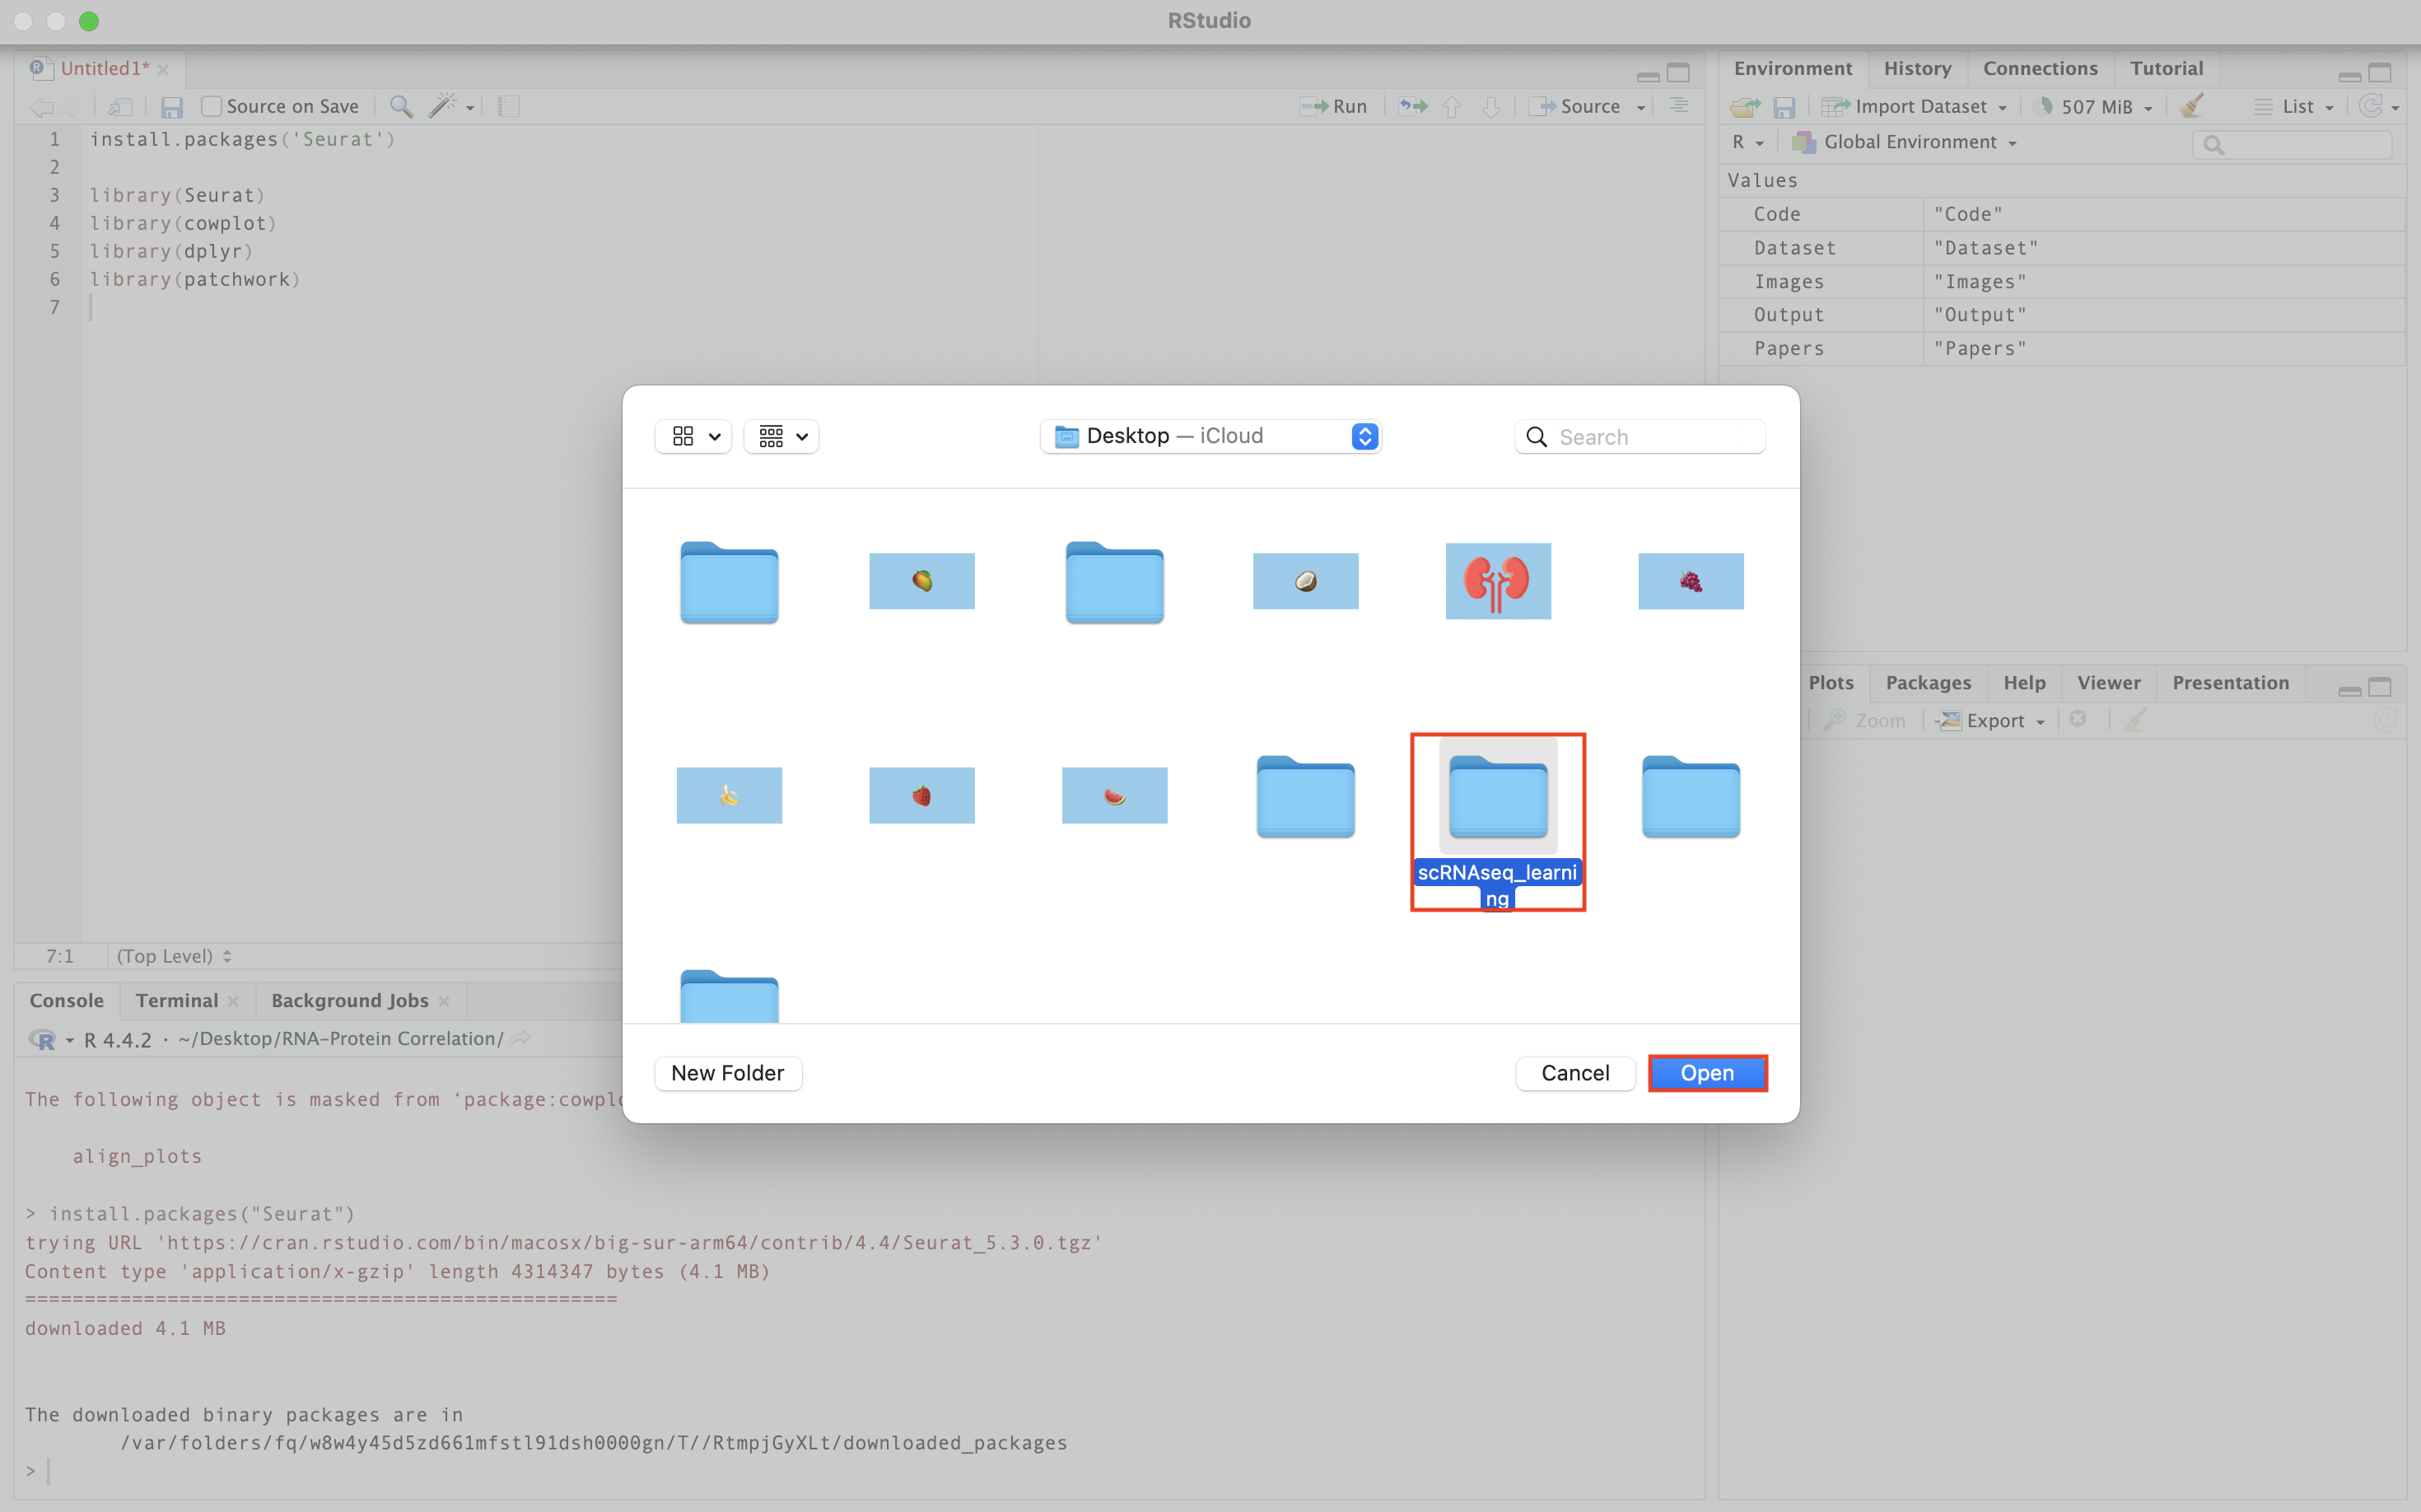 RStudio
Untitled1*
Source on Save
Run
Source
1 install.packages('Seurat')
2
3 library(Seurat)
4 library(cowplot)
5 library(dplyr)
6 library(patchwork)
7
7:1 (Top Level)
Environment History Connections Tutorial
Import Dataset 507 MiB List
R Global Environment
Values
Code "Code"
Dataset "Dataset"
Images "Images"
Output "Output"
Papers "Papers"
Desktop — iCloud
Search
scRNAseq_learni
ng
New Folder
Cancel
Open
Plots Packages Help Viewer Presentation
Zoom Export
Console Terminal Background Jobs
R 4.4.2 · ~/Desktop/RNA-Protein Correlation/
The following object is masked from ‘package:cowplo
align_plots
> install.packages("Seurat")
trying URL 'https://cran.rstudio.com/bin/macosx/big-sur-arm64/contrib/4.4/Seurat_5.3.0.tgz'
Content type 'application/x-gzip' length 4314347 bytes (4.1 MB)
==================================================
downloaded 4.1 MB
The downloaded binary packages are in
/var/folders/fq/w8w4y45d5zd661mfstl91dsh0000gn/T//RtmpjGyXLt/downloaded_packages
>